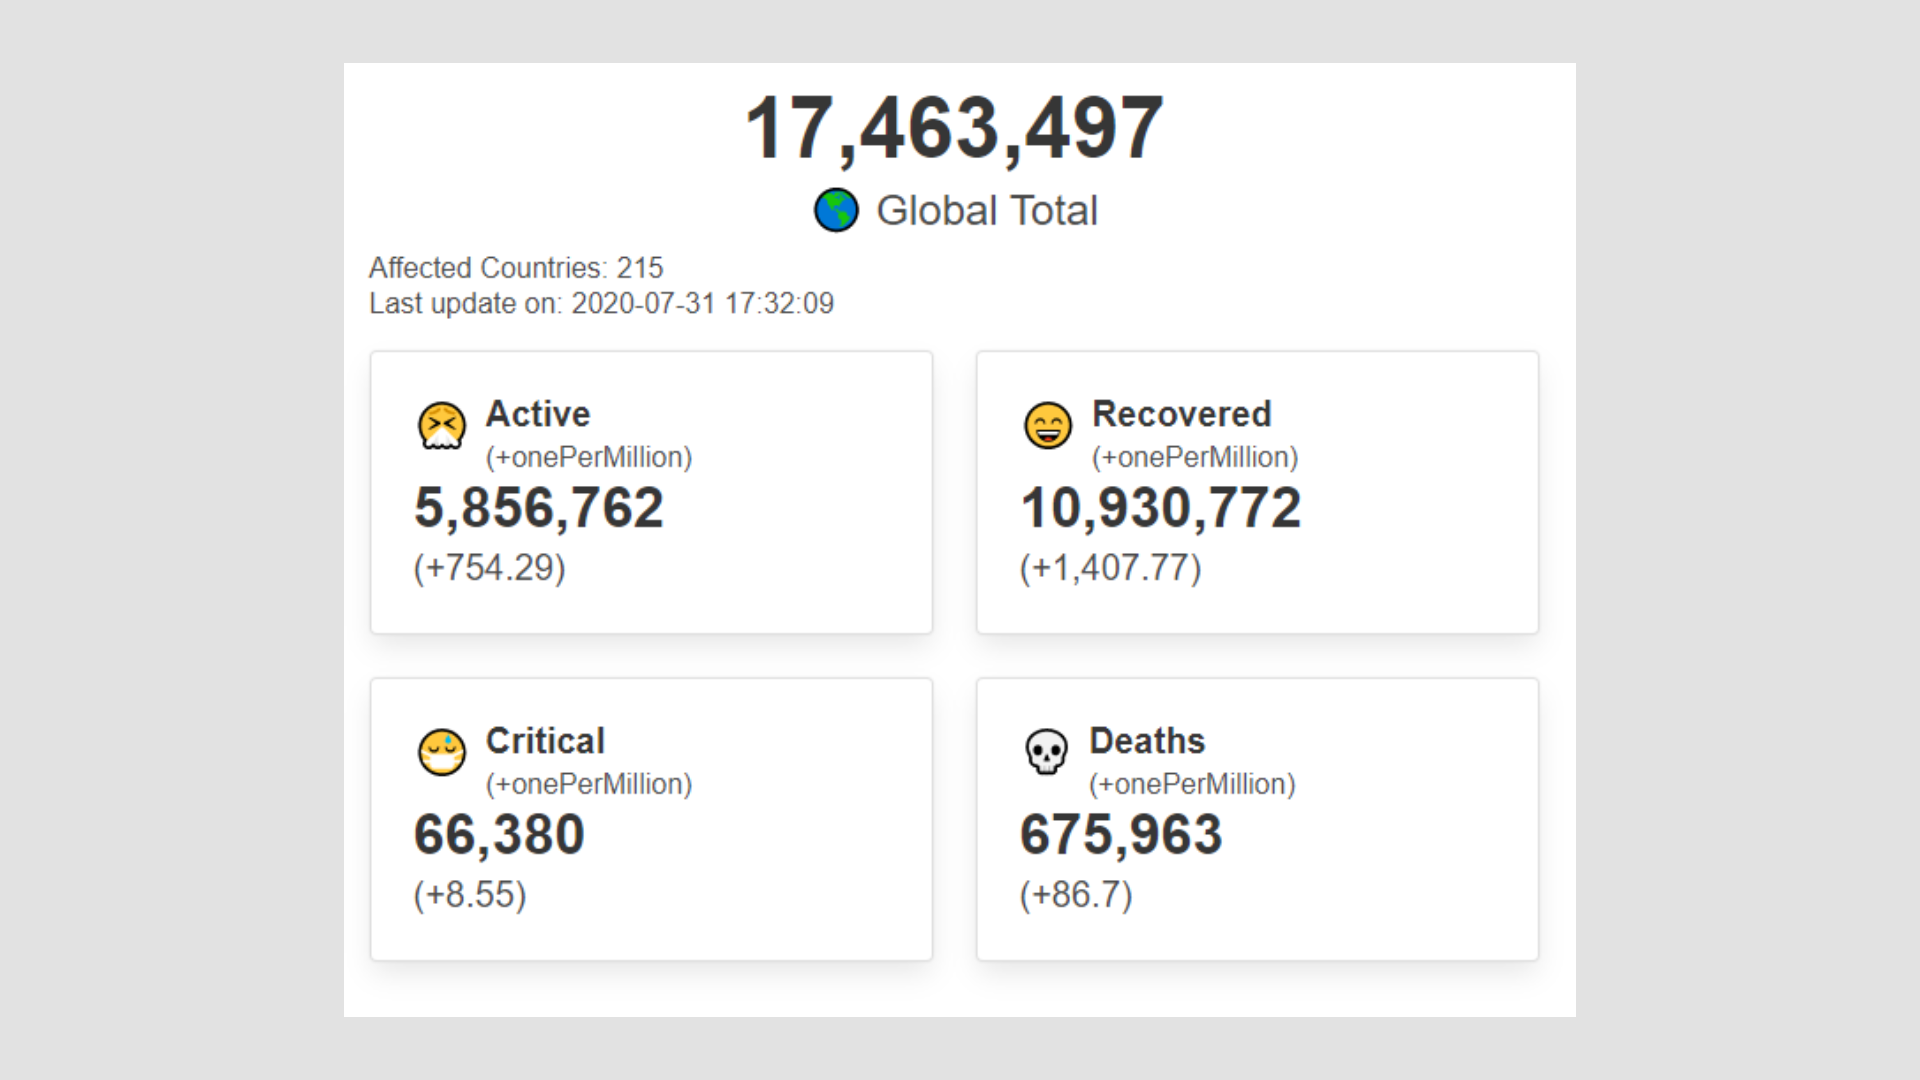 17,463,497
Global Total
Affected Countries: 215
Last update on: 2020-07-31 17:32:09
Active
(+onePerMillion)
5,856,762
(+754.29)
Recovered
(+onePerMillion)
10,930,772
(+1,407.77)
Critical
(+onePerMillion)
66,380
(+8.55)
Deaths
(+onePerMillion)
675,963
(+86.7)